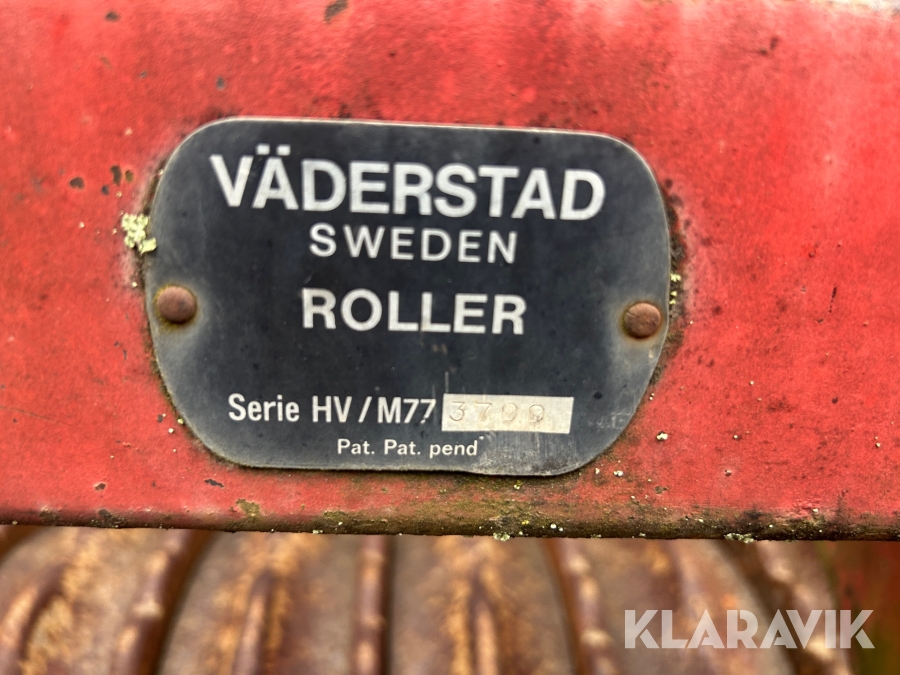 VÄDERSTAD
SWEDEN
ROLLER
Serie HV/M77 3799
Pat. Pat. pend
KLARAVIK